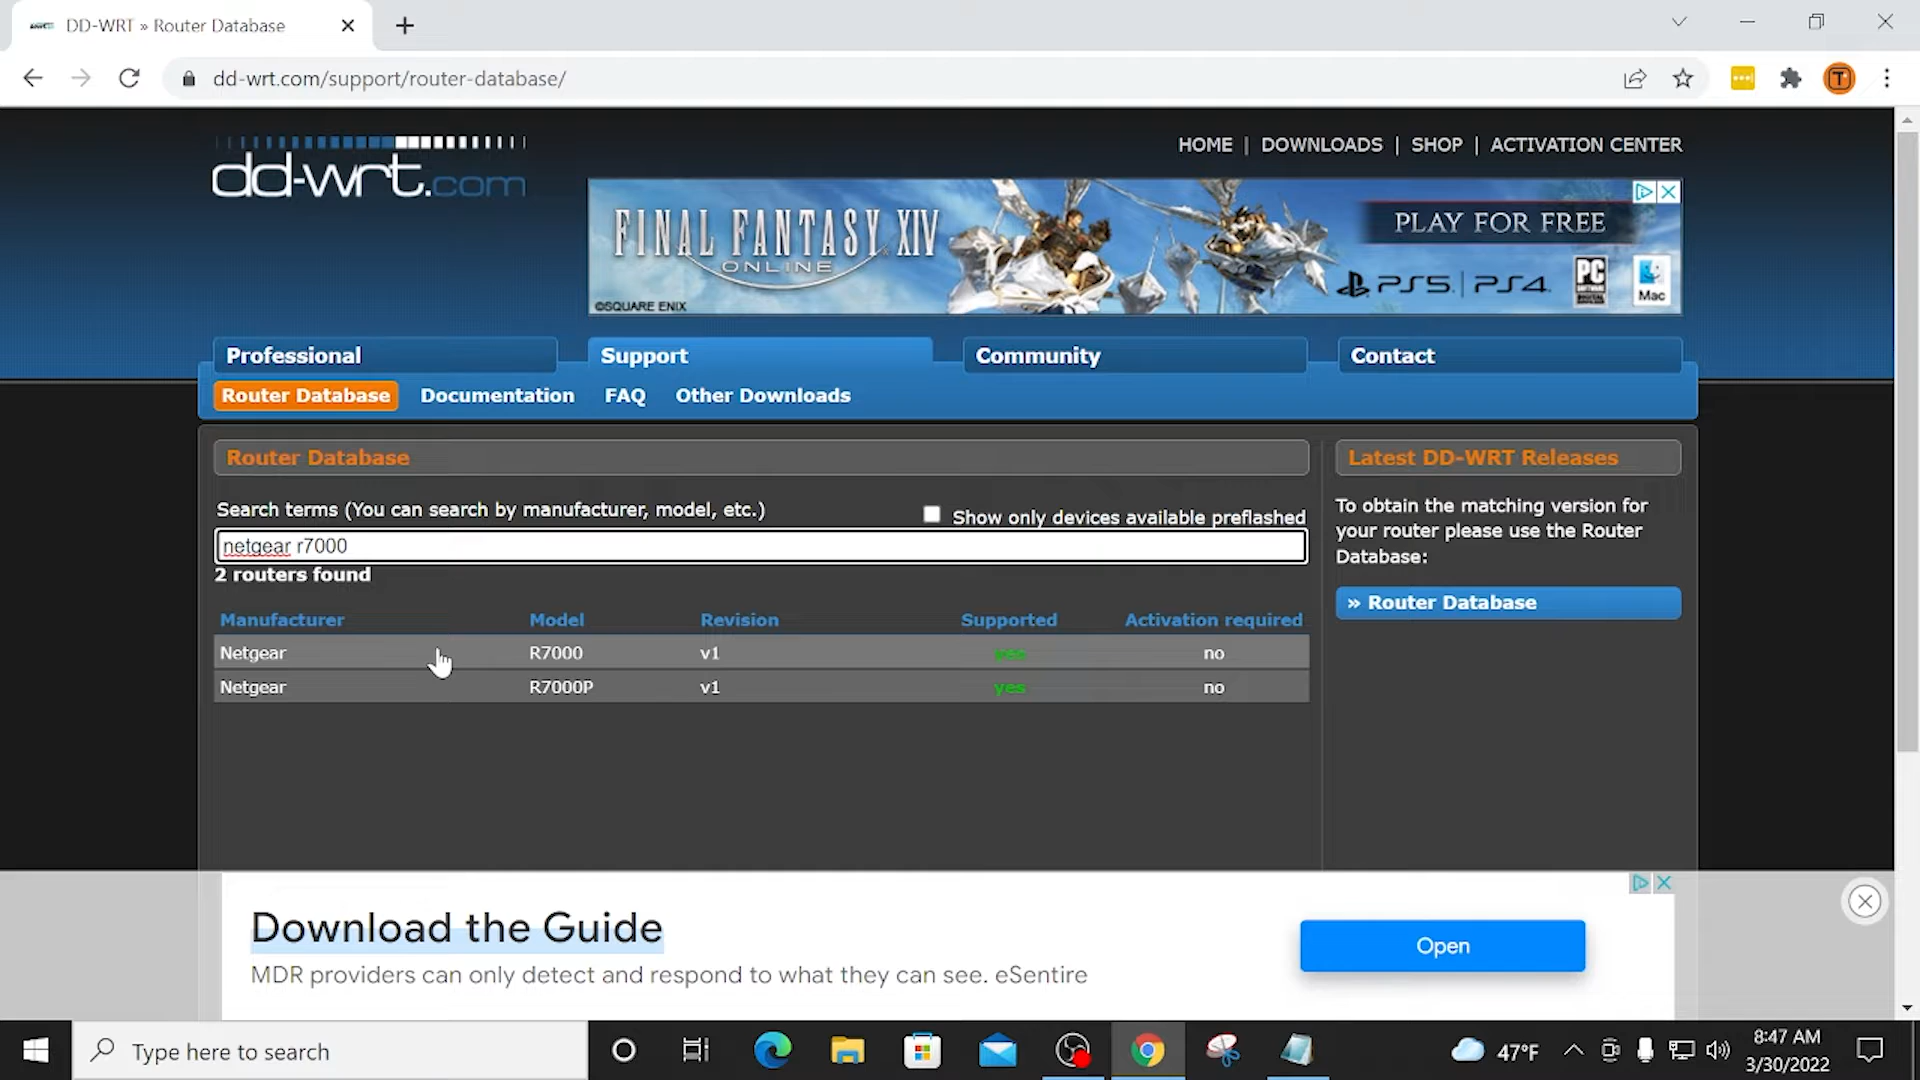 DD-WRT » Router Database
dd-wrt.com/support/router-database/
T
dd-wrt.com
HOME | DOWNLOADS | SHOP | ACTIVATION CENTER
FINAL FANTASY XIV
ONLINE
©SQUARE ENIX
PLAY FOR FREE
PS5 | PS4
PC
Mac
Professional
Support
Community
Contact
Router Database
Documentation
FAQ
Other Downloads
Router Database
Search terms (You can search by manufacturer, model, etc.)
Show only devices available preflashed
netgear r7000
2 routers found
Manufacturer Model Revision Supported Activation required
Netgear R7000 v1 yes no
Netgear R7000P v1 yes no
Latest DD-WRT Releases
To obtain the matching version for
your router please use the Router
Database:
» Router Database
Download the Guide
MDR providers can only detect and respond to what they can see. eSentire
Open
Type here to search
47°F
8:47 AM
3/30/2022